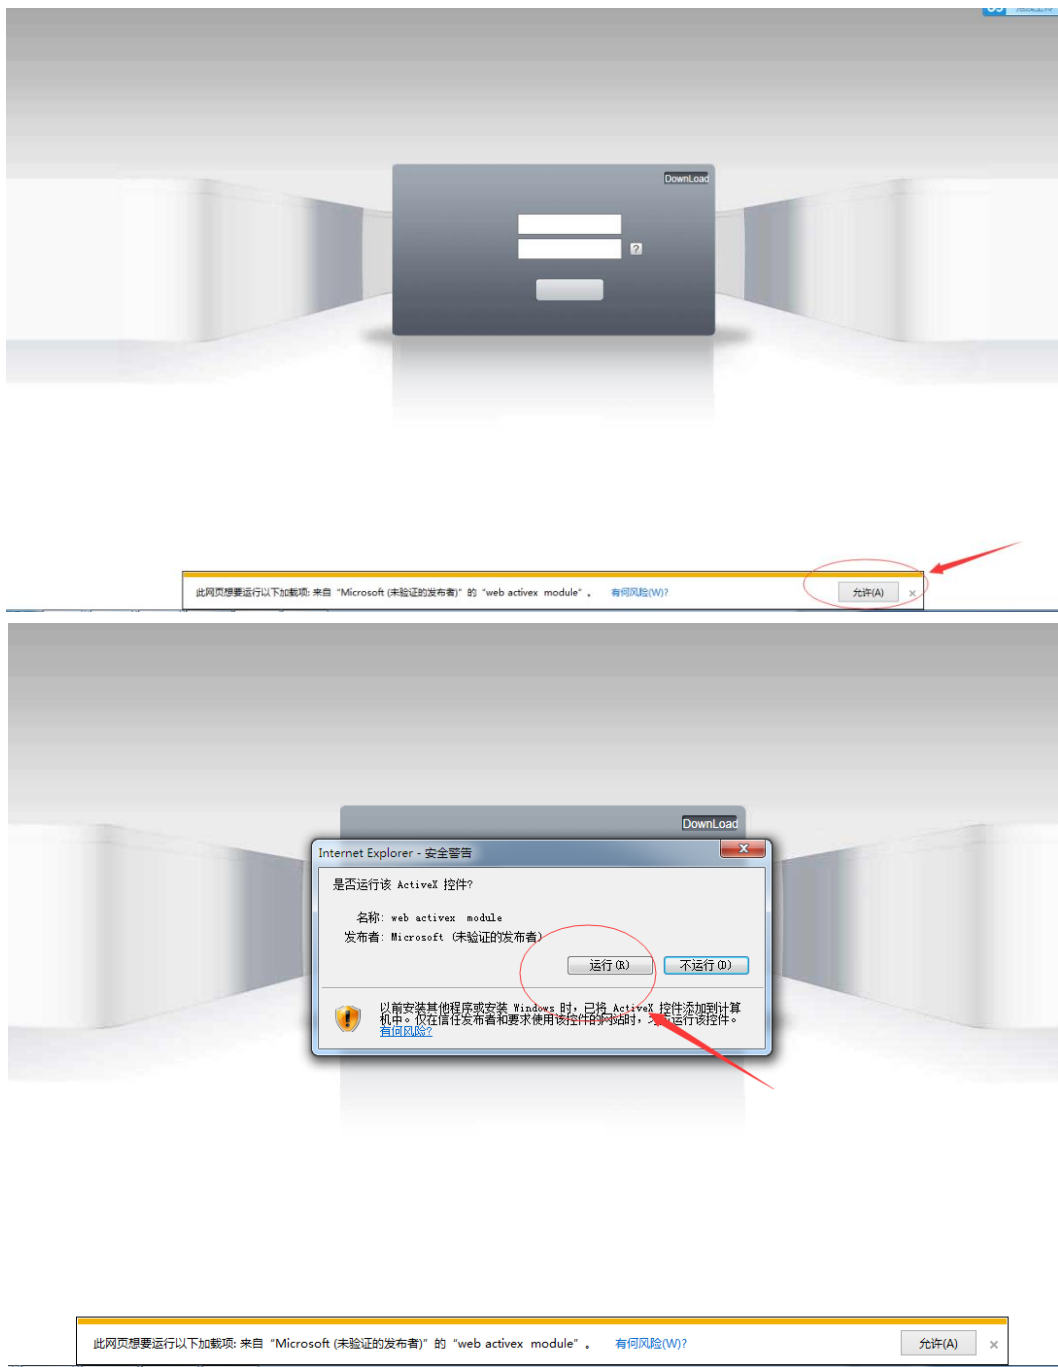 DownLoad
?
此网页想要运行以下加载项: 来自 "Microsoft (未验证的发布者)" 的 "web activex module"。 有何风险(W)? 允许(A) ×
DownLoad
Internet Explorer - 安全警告
是否运行该 ActiveX 控件?
名称: web activex module
发布者: Microsoft (未验证的发布者)
运行(R) 不运行(D)
以前安装其他程序或安装 Windows 时，已将 ActiveX 控件添加到计算
机中。仅在信任发布者和要求使用该控件的网站时，才运行该控件。
有何风险?
此网页想要运行以下加载项: 来自 "Microsoft (未验证的发布者)" 的 "web activex module"。 有何风险(W)? 允许(A) ×